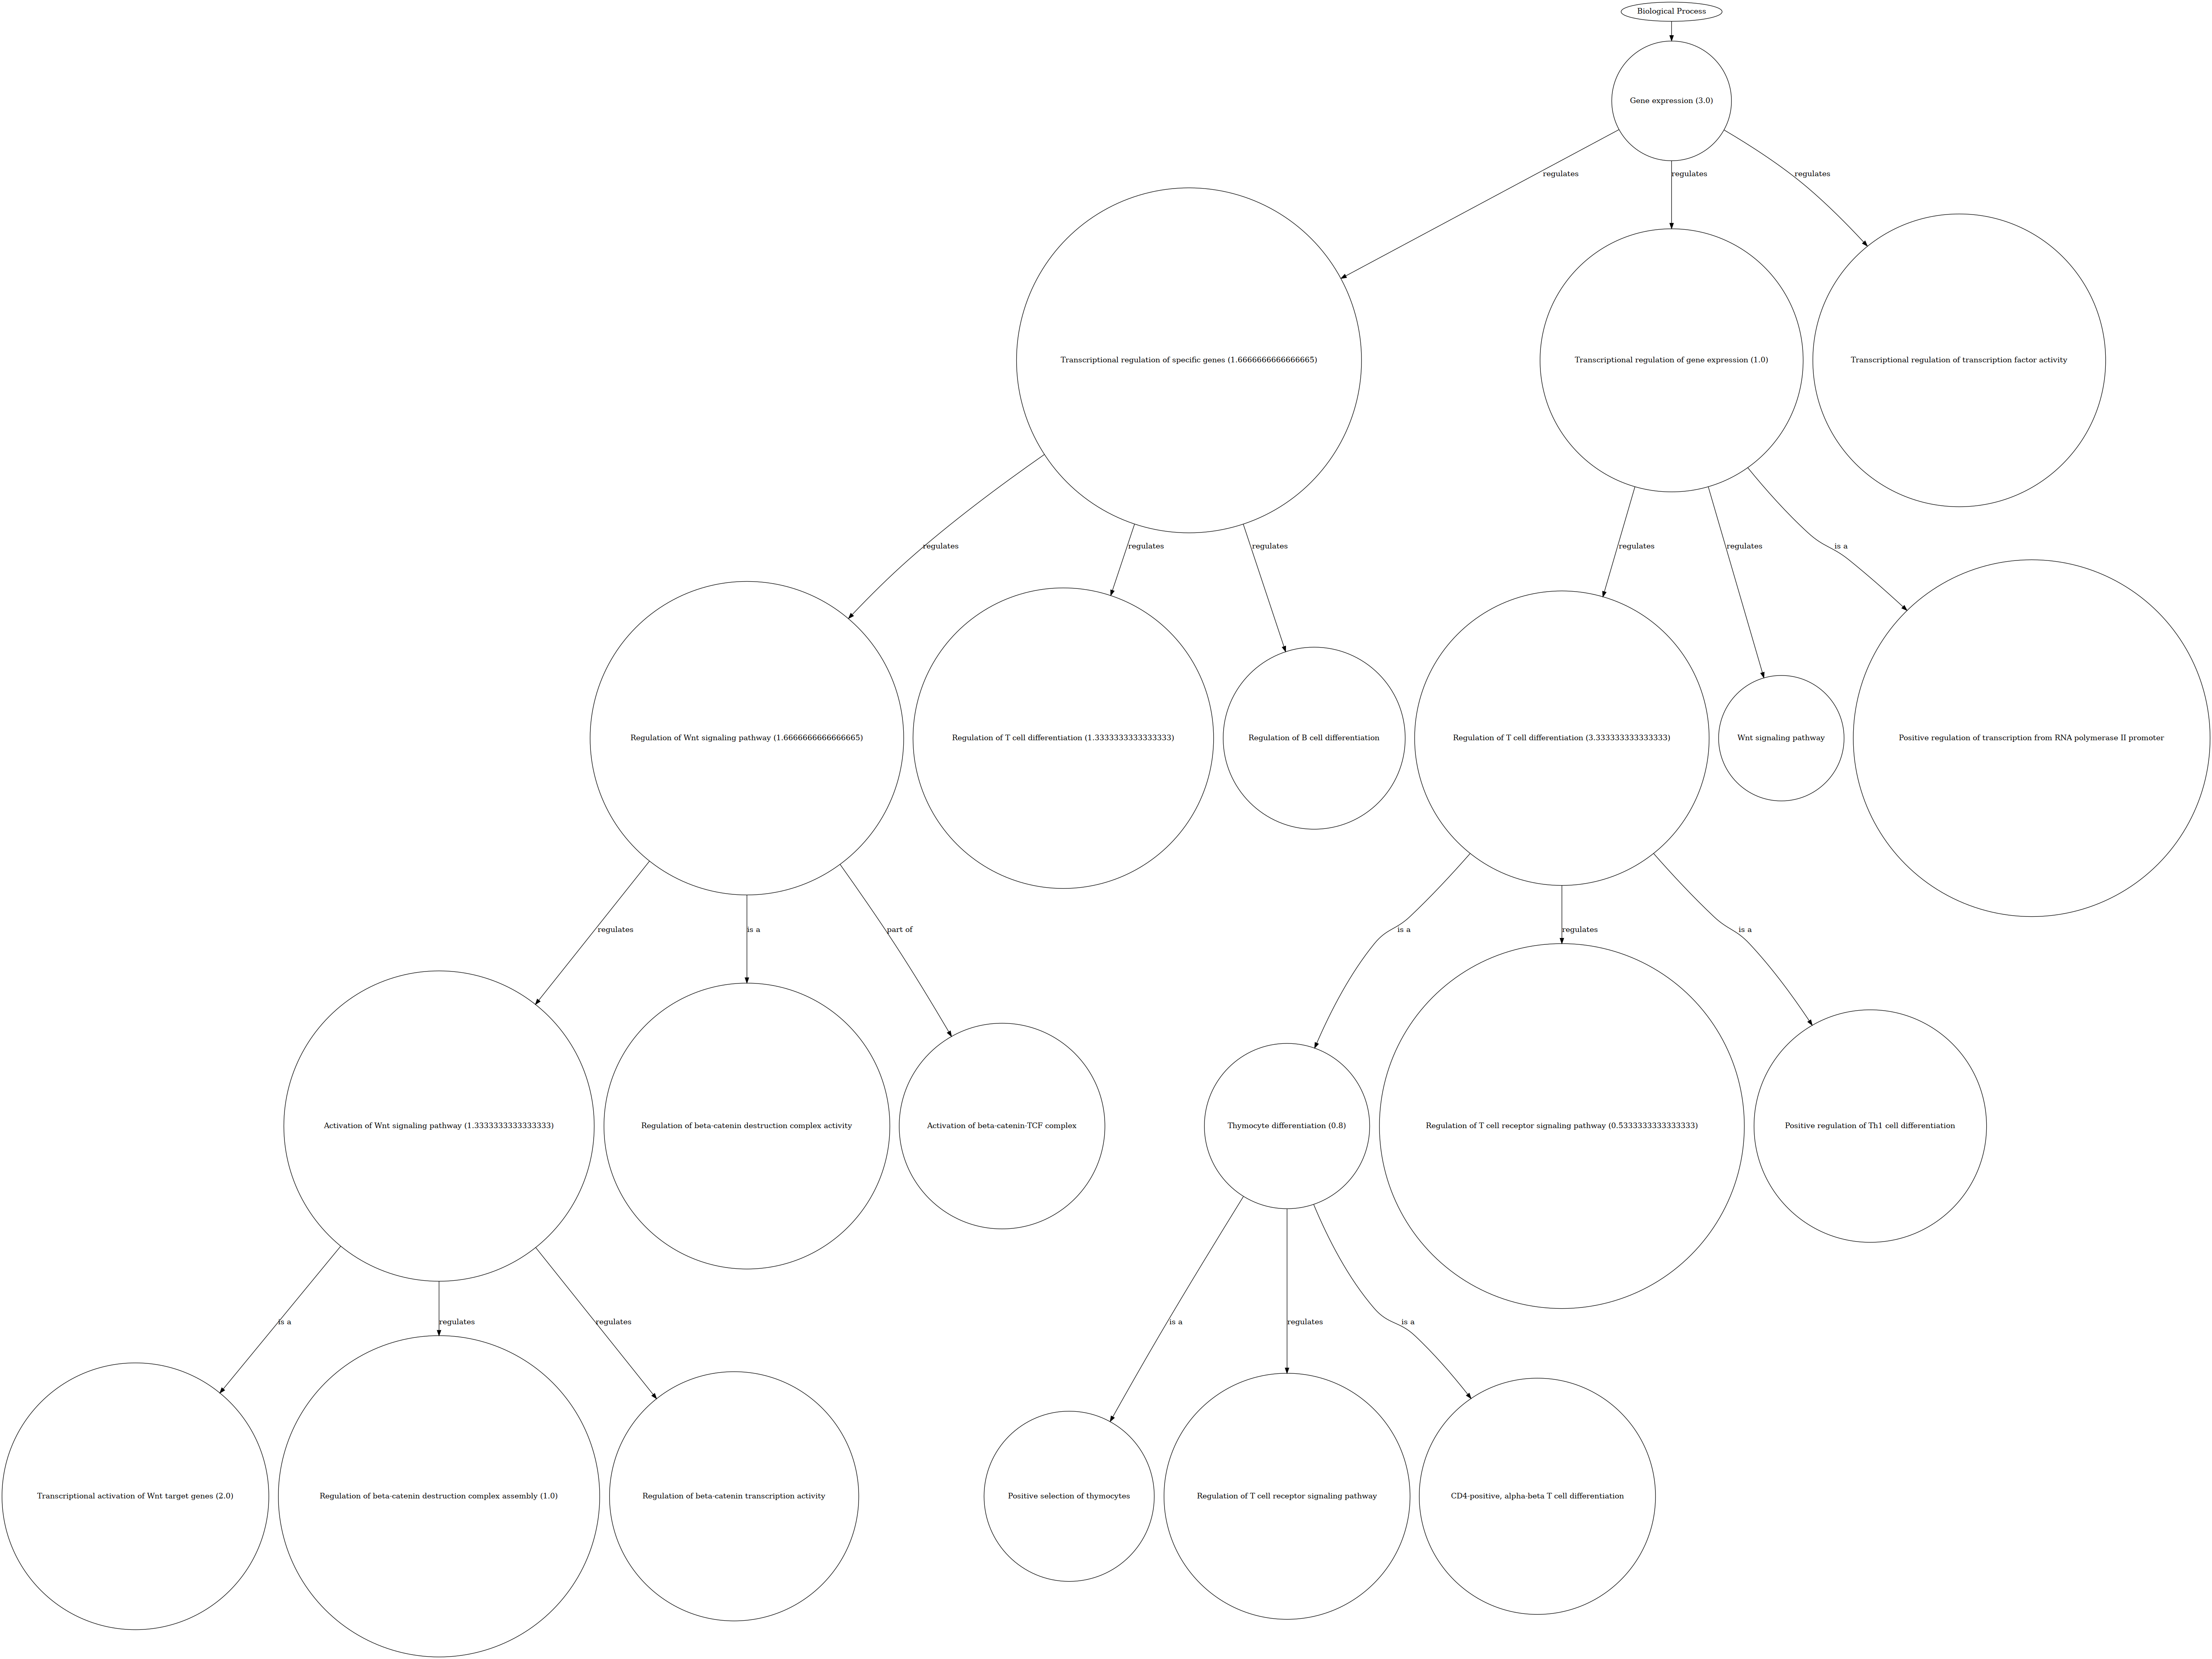 Biological Process
Gene expression (3.0)
regulates
regulates
regulates
Transcriptional regulation of specific genes (1.6666666666666665)
Transcriptional regulation of gene expression (1.0)
Transcriptional regulation of transcription factor activity
regulates
regulates
regulates
regulates
regulates
is a
Regulation of Wnt signaling pathway (1.6666666666666665)
Regulation of T cell differentiation (1.3333333333333333)
Regulation of B cell differentiation
Regulation of T cell differentiation (3.333333333333333)
Wnt signaling pathway
Positive regulation of transcription from RNA polymerase II promoter
regulates
is a
part of
is a
regulates
is a
Activation of Wnt signaling pathway (1.3333333333333333)
Regulation of beta-catenin destruction complex activity
Activation of beta-catenin-TCF complex
Thymocyte differentiation (0.8)
Regulation of T cell receptor signaling pathway (0.5333333333333333)
Positive regulation of Th1 cell differentiation
is a
regulates
regulates
is a
regulates
is a
Transcriptional activation of Wnt target genes (2.0)
Regulation of beta-catenin destruction complex assembly (1.0)
Regulation of beta-catenin transcription activity
Positive selection of thymocytes
Regulation of T cell receptor signaling pathway
CD4-positive, alpha-beta T cell differentiation